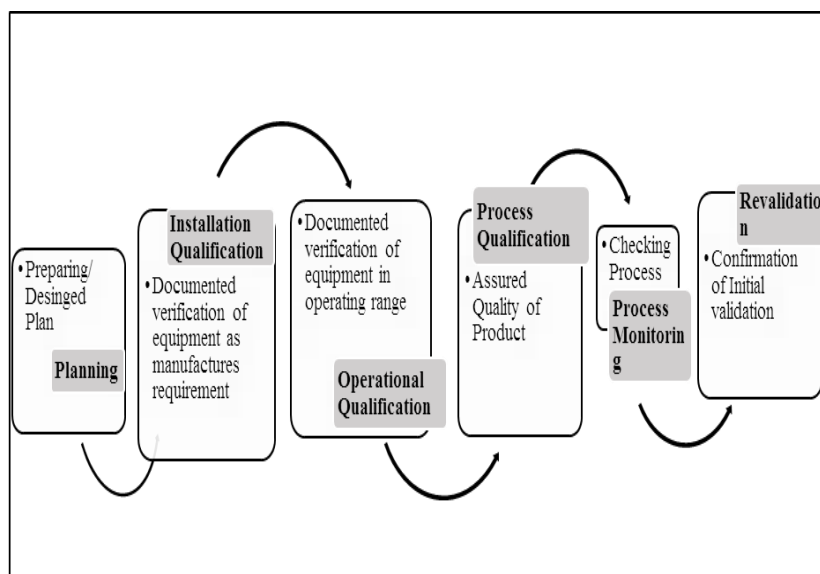 • Preparing/
Desinged
Plan
Planning
Installation
Qualification
• Documented
verification of
equipment as
manufactures
requirement
• Documented
verification of
equipment in
operating range
Operational
Qualification
Process
Qualification
• Assured
Quality of
Product
• Checking
Process
Process
Monitorin
g
Revalidatio
n
• Confirmation
of Initial
validation